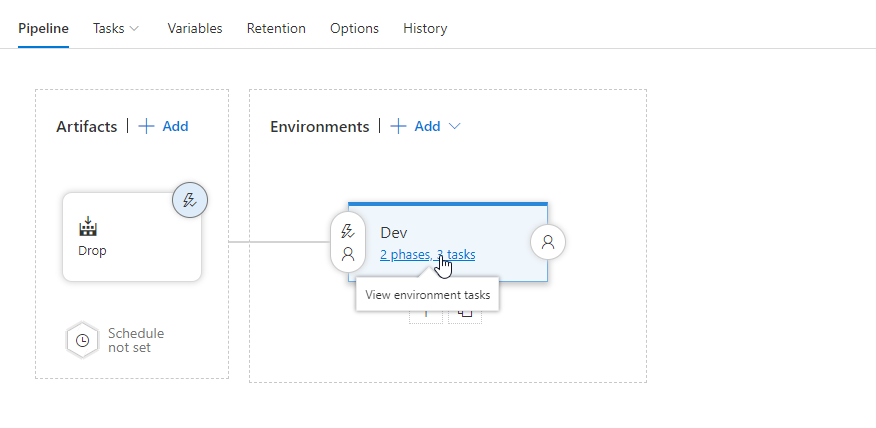 Pipeline Tasks Variables Retention Options History
Artifacts | + Add
Environments | + Add
Drop
Dev
2 phases, 3 tasks
View environment tasks
Schedule
not set